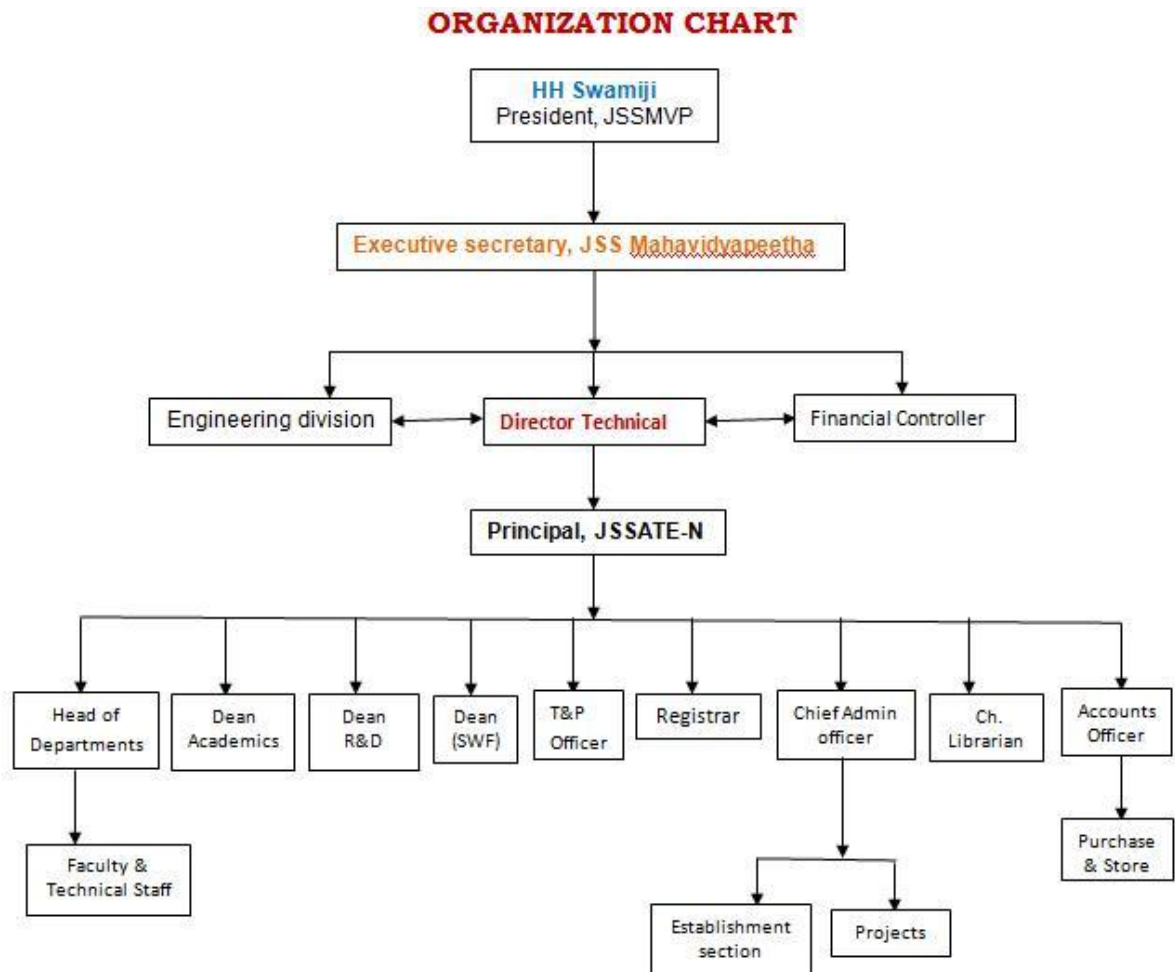 ORGANIZATION CHART
HH Swamiji
President, JSSMVP
Executive secretary, JSS Mahavidyapeetha
Engineering division
Director Technical
Financial Controller
Principal, JSSATE-N
Head of
Departments
Dean
Academics
Dean
R&D
Dean
(SWF)
T&P
Officer
Registrar
Chief Admin
officer
Ch.
Librarian
Accounts
Officer
Faculty &
Technical Staff
Purchase
& Store
Establishment
section
Projects